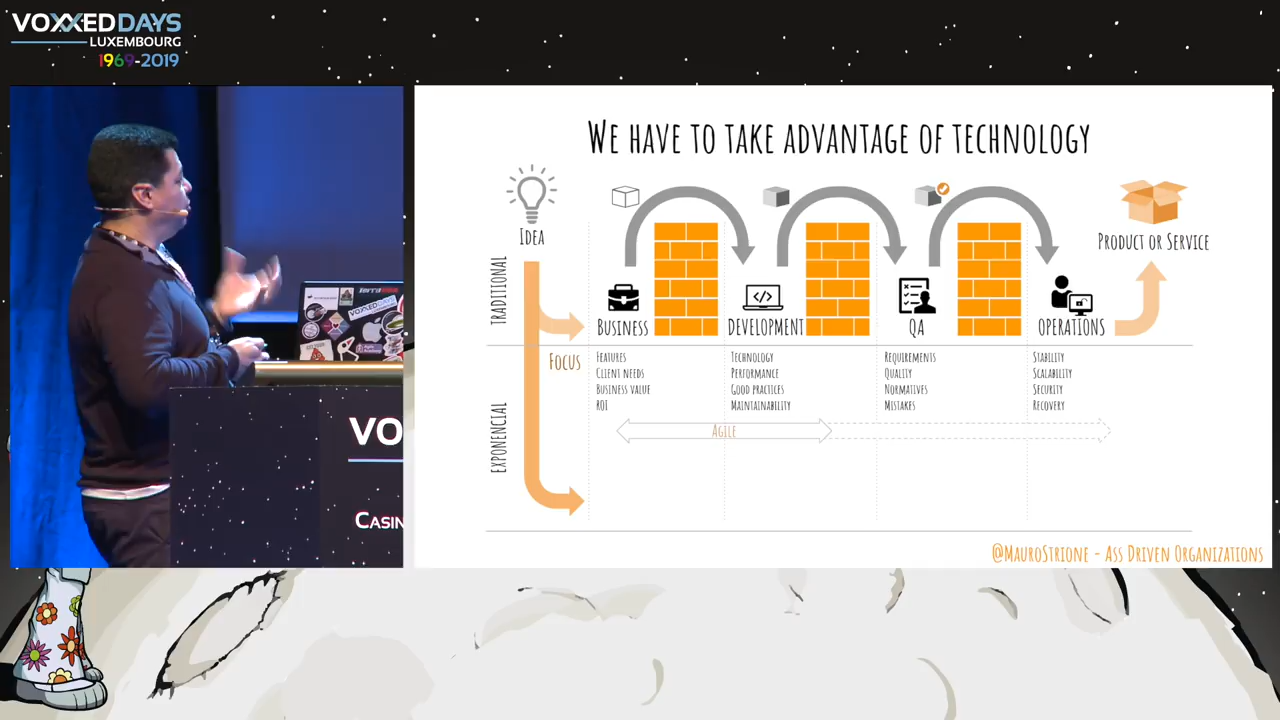 VOXXEDDAYS
LUXEMBOURG
1969-2019
WE HAVE TO TAKE ADVANTAGE OF TECHNOLOGY
IDEA
PRODUCT OR SERVICE
TRADITIONAL
BUSINESS
DEVELOPMENT
QA
OPERATIONS
FOCUS
FEATURES
CLIENT NEEDS
BUSINESS VALUE
ROI
TECHNOLOGY
PERFORMANCE
GOOD PRACTICES
MAINTAINABILITY
REQUIREMENTS
QUALITY
NORMATIVES
MISTAKES
STABILITY
SCALABILITY
SECURITY
RECOVERY
AGILE
EXPONENCIAL
@MAUROSTRIONE - ASS DRIVEN ORGANIZATIONS
VOXXEDDAYS
VO
CASIN